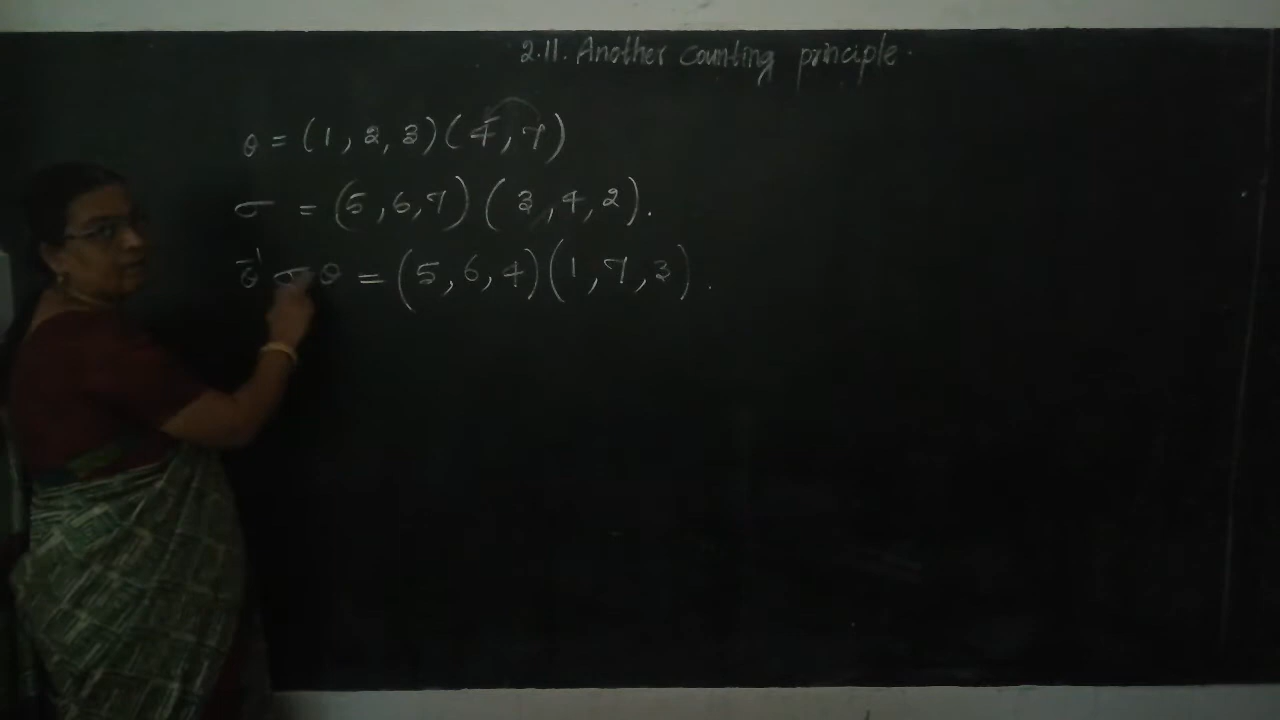 2.11. Another counting principle.
θ = (1, 2, 3)(4, 7)
σ = (5, 6, 7)(3, 4, 2).
θ⁻¹ σ θ = (5, 6, 4)(1, 7, 3).